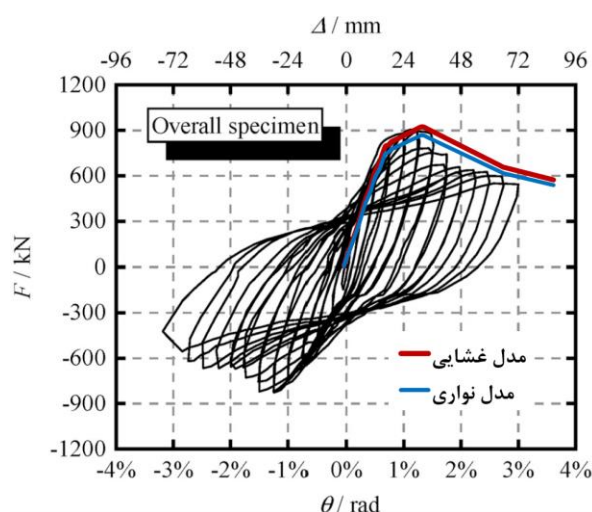 Δ / mm
-96 -72 -48 -24 0 24 48 72 96
1200
900
Overall specimen
600
300
F / kN
0
-300
مدل غشایی
-600
مدل نواری
-900
-1200
-4% -3% -2% -1% 0% 1% 2% 3% 4%
θ / rad